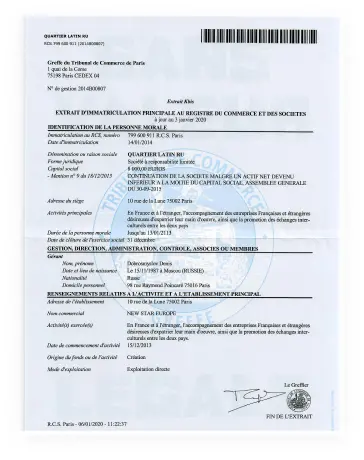 QUARTIER LATIN RU
RCS 799 600 911 (2014B00807)
Greffe du Tribunal de Commerce de Paris
1 quai de la Corse
75198 PARIS CEDEX 04
N° de gestion 2014B00807
Extrait Kbis
EXTRAIT D'IMMATRICULATION PRINCIPALE AU REGISTRE DU COMMERCE ET DES SOCIETES
à jour au 3 janvier 2020
IDENTIFICATION DE LA PERSONNE MORALE
Immatriculation au RCS, numéro 799 600 911 R.C.S. Paris
Date d'immatriculation 14/01/2014
Dénomination ou raison sociale QUARTIER LATIN RU
Forme juridique Société à responsabilité limitée
Capital social 8 000,00 EUROS
- Mention n° 9 du 18/12/2015 CONTINUATION DE LA SOCIETE MALGRE UN ACTIF NET DEVENU
INFERIEUR A LA MOITIE DU CAPITAL SOCIAL. ASSEMBLEE GENERALE
DU 30-09-2015
Adresse du siège 10 rue de la Lune 75002 Paris
Activités principales En France et à l'étranger, l'accompagnement des entreprises Françaises et étrangères
désireuses d'expatrier leur main d'œuvre, ainsi que la promotion des échanges inter-
culturels entre les deux pays
Durée de la personne morale Jusqu'au 13/01/2113
Date de clôture de l'exercice social 31 décembre
GESTION, DIRECTION, ADMINISTRATION, CONTROLE, ASSOCIES OU MEMBRES
Gérant
Nom, prénoms Denis
Date et lieu de naissance Le 15/11/1987 à Moscou (RUSSIE)
Nationalité Russe
Domicile personnel 98 rue Raymond Poincaré 75016 Paris
RENSEIGNEMENTS RELATIFS A L'ACTIVITE ET A L'ETABLISSEMENT PRINCIPAL
Adresse de l'établissement 10 rue de la Lune 75002 Paris
Nom commercial NEW STAR EUROPE
Activité(s) exercée(s) En France et à l'étranger, l'accompagnement des entreprises Françaises et étrangères
désireuses d'expatrier leur main d'œuvre, ainsi que la promotion des échanges inter-
culturels entre les deux pays
Date de commencement d'activité 15/12/2013
Origine du fonds ou de l'activité Création
Mode d'exploitation Exploitation directe
Le Greffier
FIN DE L'EXTRAIT
R.C.S. Paris - 06/01/2020 - 11:22:37